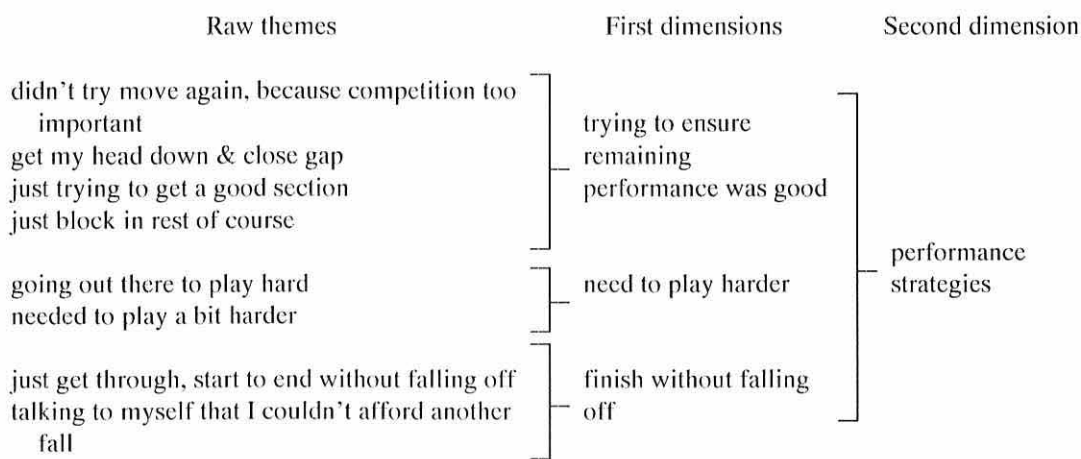 Raw themes First dimensions Second dimension
didn't try move again, because competition too
important
get my head down & close gap
just trying to get a good section
just block in rest of course
trying to ensure
remaining
performance was good
going out there to play hard
needed to play a bit harder
need to play harder
just get through, start to end without falling off
talking to myself that I couldn't afford another
fall
finish without falling
off
performance
strategies